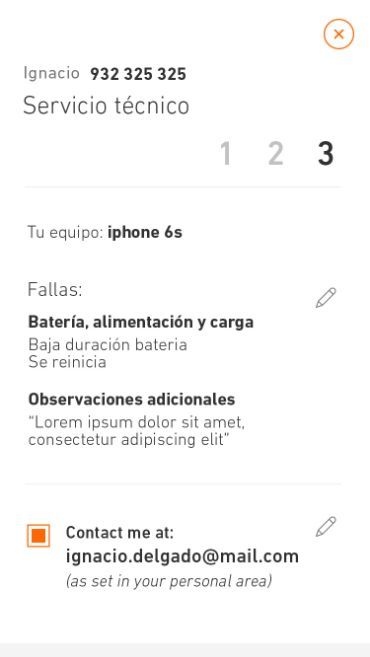 Ignacio 932 325 325
Servicio técnico
1 2 3
Tu equipo: iphone 6s
Fallas:
Batería, alimentación y carga
Baja duración bateria
Se reinicia
Observaciones adicionales
“Lorem ipsum dolor sit amet,
consectetur adipiscing elit”
Contact me at:
ignacio.delgado@mail.com
(as set in your personal area)